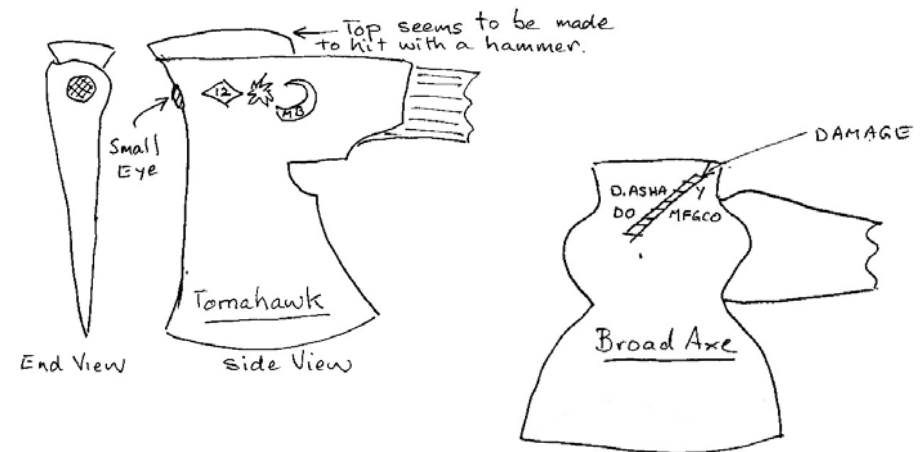 Top seems to be made
to hit with a hammer.
12
MB
Small
Eye
Tomahawk
End View
Side View
DAMAGE
D.ASHA Y
DO MFGCO
Broad Axe